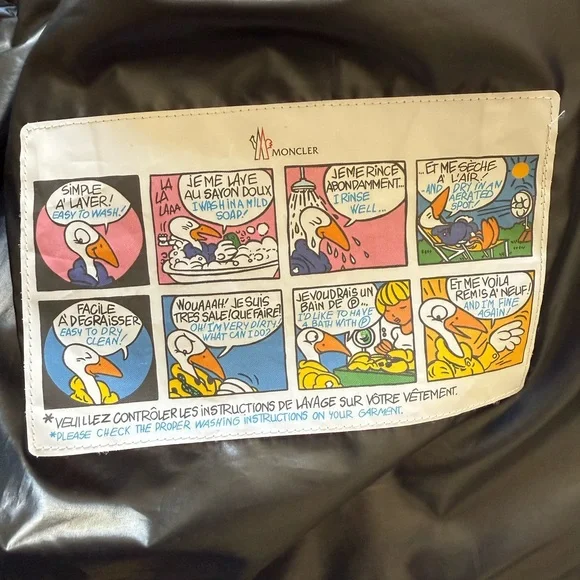 MONCLER
SIMPLE
À LAVER!
EASY TO WASH!
LA
LA
LAAA
JE ME LAVE
AU SAVON DOUX
I WASH IN A MILD
SOAP!
JE ME RINCE
ABONDAMMENT...
I RINSE
WELL...
...ET ME SÈCHE
À L'AIR!
...AND DRY IN AN
AERATED
SPOT!
FACILE
À DEGRAISSER
EASY TO DRY
CLEAN!
WOUAAAH! JE SUIS
TRES SALE! QUE FAIRE!
OH! I'M VERY DIRTY!
WHAT CAN I DO?
JE VOUDRAIS UN
BAIN DE Ⓟ...
I'D LIKE TO HAVE
A BATH WITH Ⓟ
ET ME VOILA
REMIS À NEUF!
AND I'M FINE
AGAIN!
*VEUILLEZ CONTRÔLER LES INSTRUCTIONS DE LAVAGE SUR VÔTRE VÊTEMENT.
*PLEASE CHECK THE PROPER WASHING INSTRUCTIONS ON YOUR GARMENT.